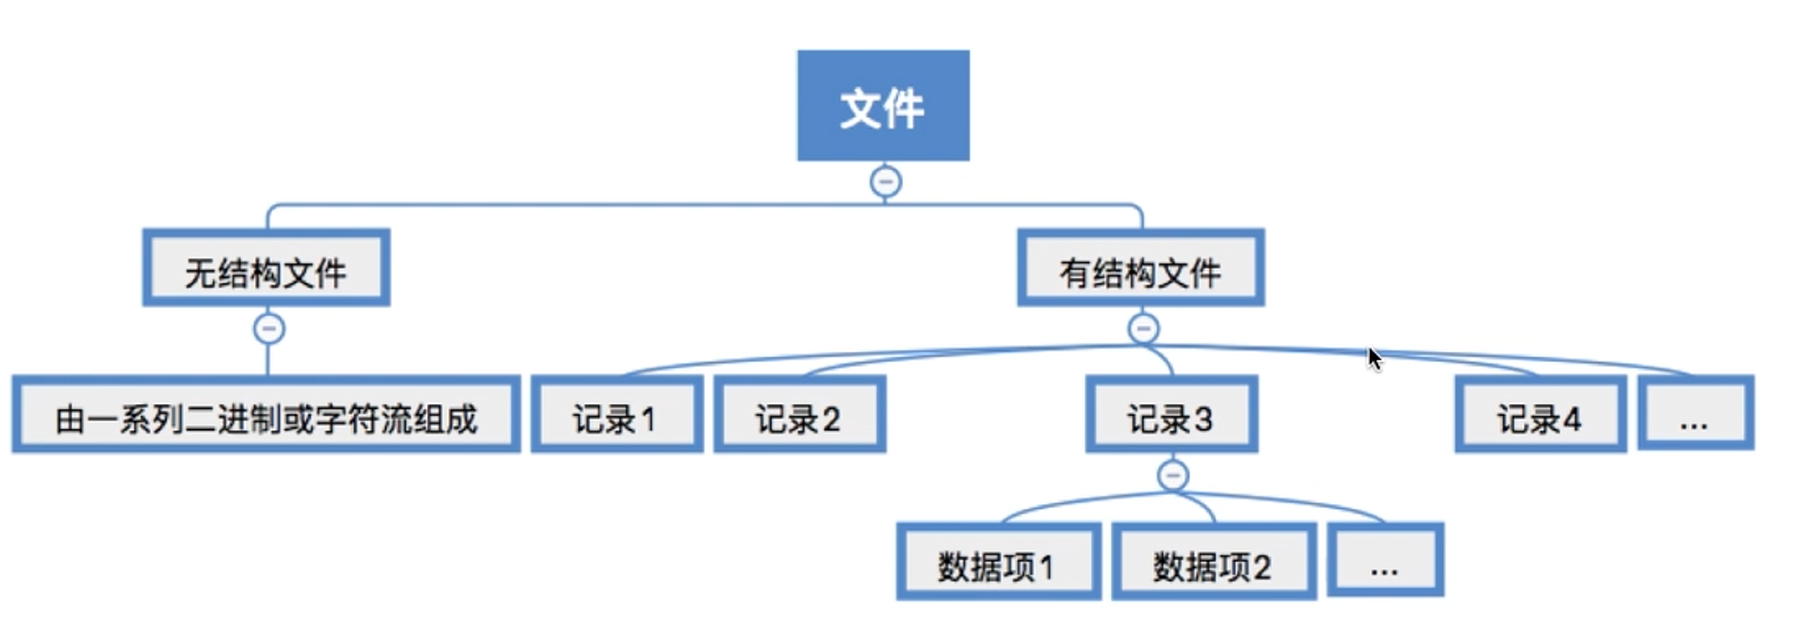 文件
无结构文件
有结构文件
由一系列二进制或字符流组成
记录1
记录2
记录3
记录4
...
数据项1
数据项2
...